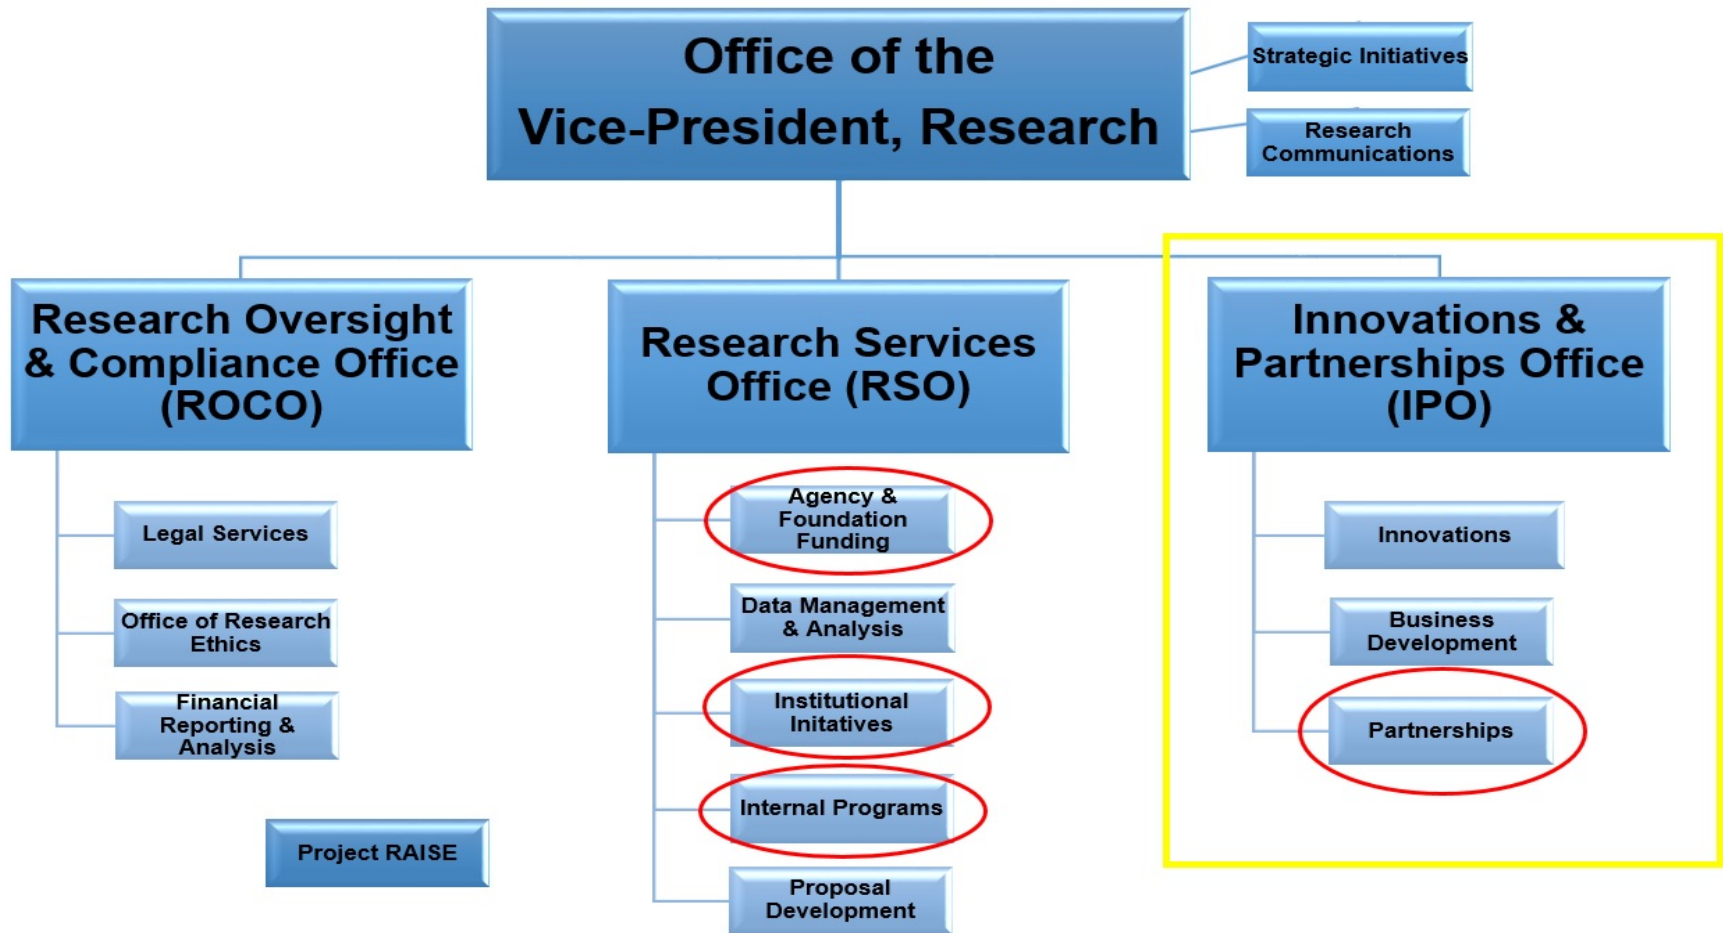 Office of the
Vice-President, Research
Strategic Initiatives
Research
Communications
Research Oversight
& Compliance Office
(ROCO)
Legal Services
Office of Research
Ethics
Financial
Reporting &
Analysis
Project RAISE
Research Services
Office (RSO)
Agency &
Foundation
Funding
Data Management
& Analysis
Institutional
Initatives
Internal Programs
Proposal
Development
Innovations &
Partnerships Office
(IPO)
Innovations
Business
Development
Partnerships